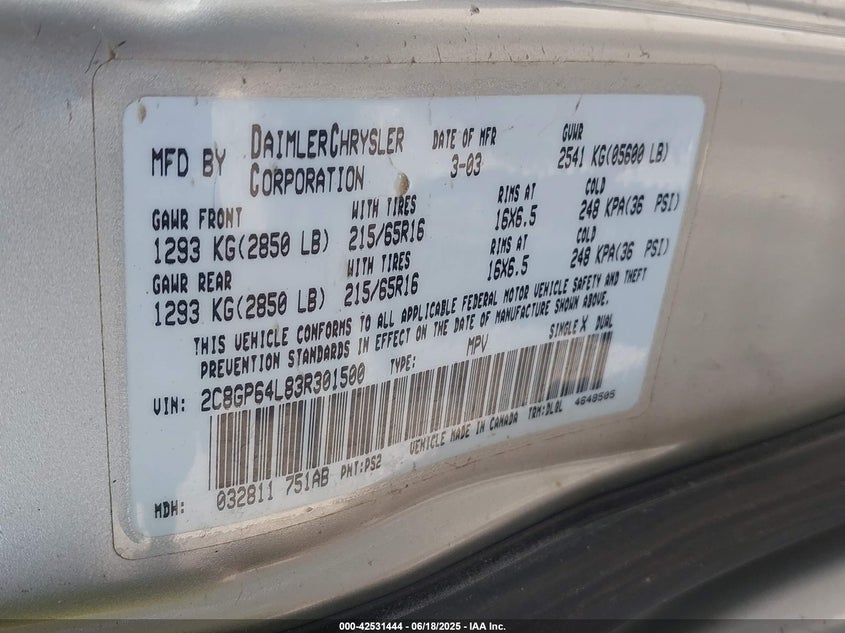 MFD BY DAIMLERCHRYSLER CORPORATION
DATE OF MFR 3-03
GVWR 2541 KG(05600 LB)
GAWR FRONT 1293 KG(2850 LB)
WITH TIRES 215/65R16
RIMS AT 16X6.5
COLD 248 KPA(36 PSI)
GAWR REAR 1293 KG(2850 LB)
WITH TIRES 215/65R16
RIMS AT 16X6.5
COLD 248 KPA(36 PSI)
THIS VEHICLE CONFORMS TO ALL APPLICABLE FEDERAL MOTOR VEHICLE SAFETY AND THEFT
PREVENTION STANDARDS IN EFFECT ON THE DATE OF MANUFACTURE SHOWN ABOVE.
VIN: 2C8GP64L83R301500 TYPE: MPV SINGLE X DUAL
MDH: 032811 751AB PNT:PS2 VEHICLE MADE IN CANADA TRM:DLQL 4648505
000-42531444 | 06/18/2025 - IAA Inc.